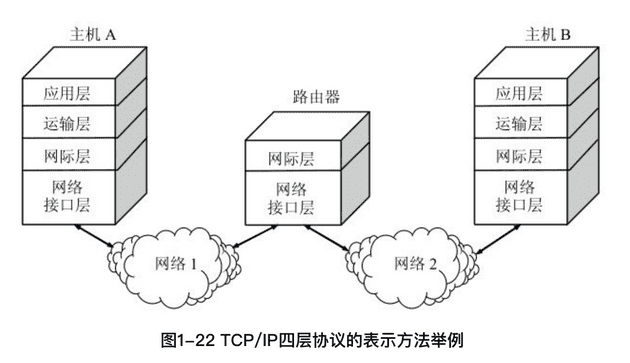 主机 A
应用层
运输层
网际层
网络
接口层
路由器
网际层
网络
接口层
主机 B
应用层
运输层
网际层
网络
接口层
网络 1
网络 2
图1-22 TCP/IP四层协议的表示方法举例